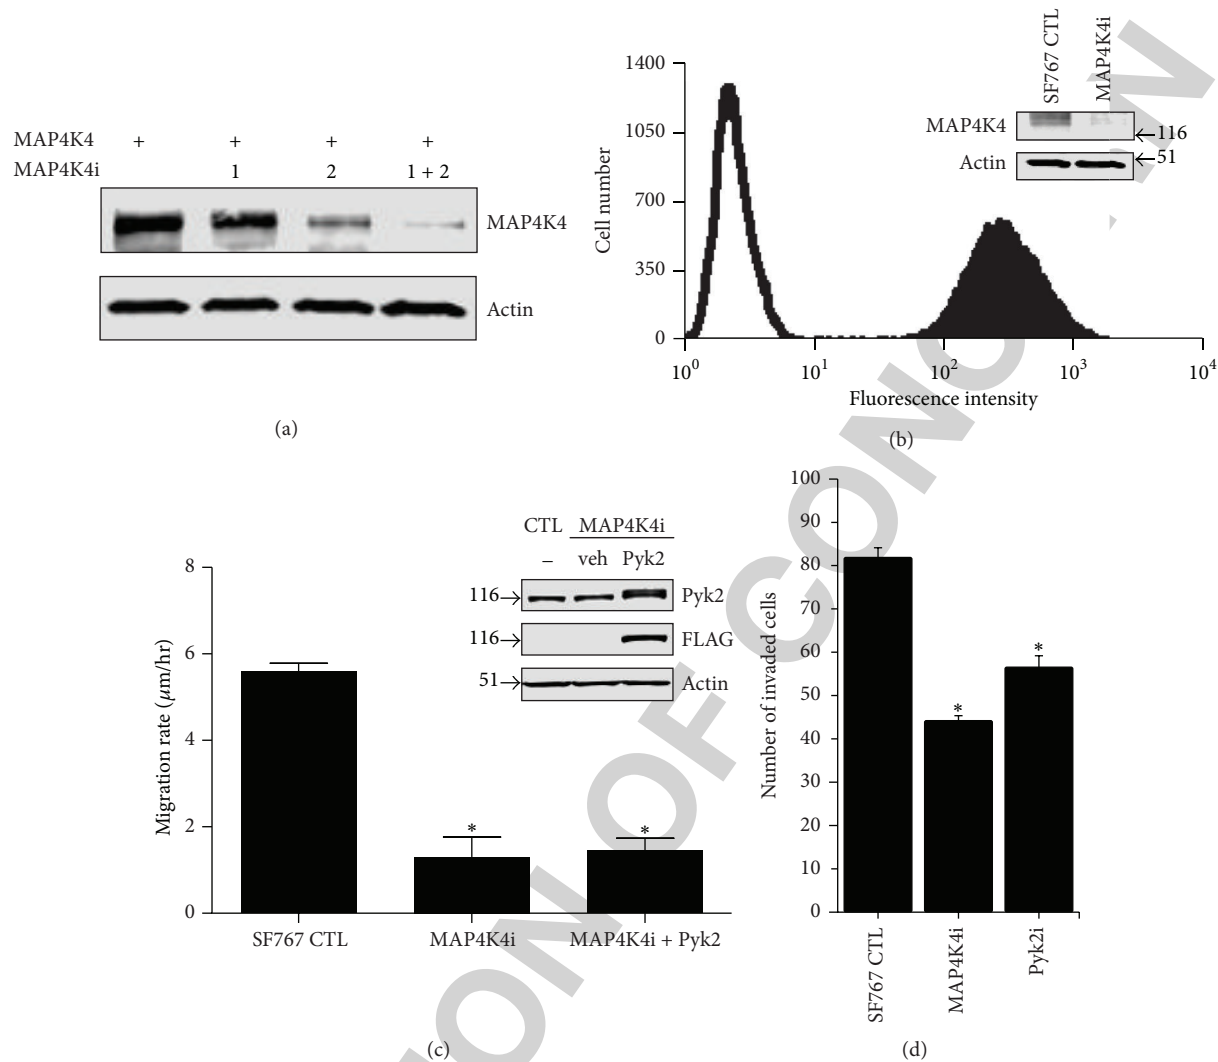 MAP4K4 + + + +
MAP4K4i 1 2 1 + 2
MAP4K4
Actin
(a)
SF767 CTL
MAP4K4i
MAP4K4
116
Actin
51
1400
1050
700
350
0
Cell number
10^0 10^1 10^2 10^3 10^4
Fluorescence intensity
(b)
CTL MAP4K4i
– veh Pyk2
116 Pyk2
116 FLAG
51 Actin
8
6
4
2
0
Migration rate (μm/hr)
* *
SF767 CTL MAP4K4i MAP4K4i + Pyk2
(c)
100
90
80
70
60
50
40
30
20
10
0
Number of invaded cells
* *
SF767 CTL
MAP4K4i
Pyk2i
(d)